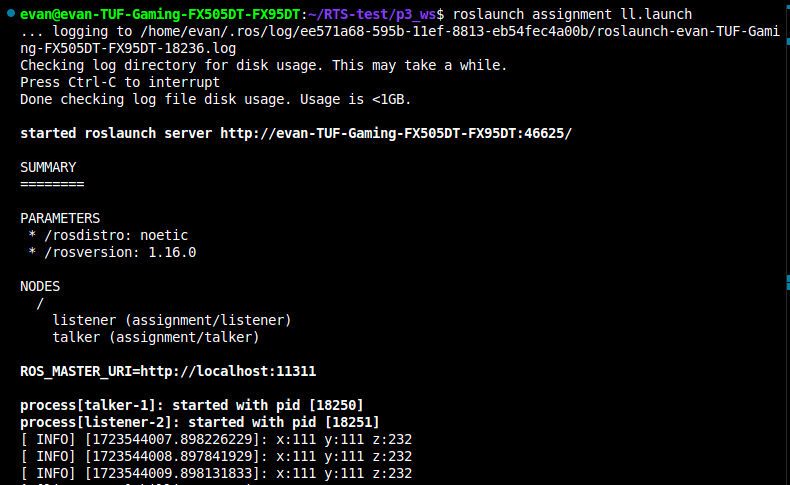 evan@evan-TUF-Gaming-FX505DT-FX95DT:~/RTS-test/p3_ws$ roslaunch assignment ll.launch
... logging to /home/evan/.ros/log/ee571a68-595b-11ef-8813-eb54fec4a00b/roslaunch-evan-TUF-Gami
ng-FX505DT-FX95DT-18236.log
Checking log directory for disk usage. This may take a while.
Press Ctrl-C to interrupt
Done checking log file disk usage. Usage is <1GB.
started roslaunch server http://evan-TUF-Gaming-FX505DT-FX95DT:46625/
SUMMARY
========
PARAMETERS
* /rosdistro: noetic
* /rosversion: 1.16.0
NODES
/
listener (assignment/listener)
talker (assignment/talker)
ROS_MASTER_URI=http://localhost:11311
process[talker-1]: started with pid [18250]
process[listener-2]: started with pid [18251]
[ INFO] [1723544007.898226229]: x:111 y:111 z:232
[ INFO] [1723544008.897841929]: x:111 y:111 z:232
[ INFO] [1723544009.898131833]: x:111 y:111 z:232